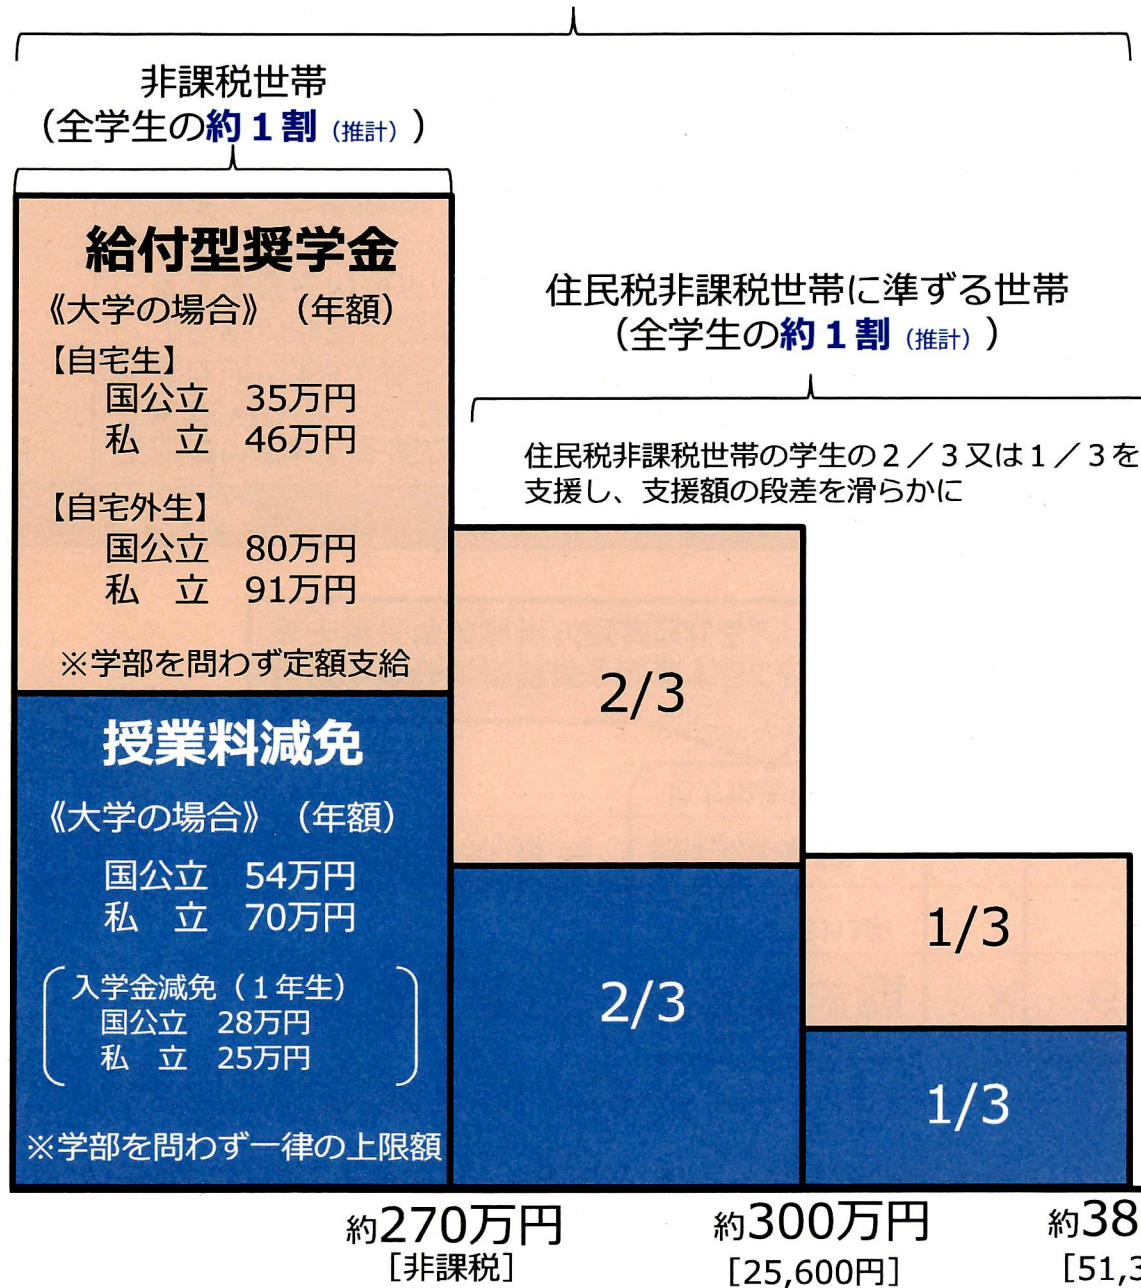 非課税世帯
（全学生の約１割（推計））
給付型奨学金
《大学の場合》（年額）
【自宅生】
国公立　35万円
私　立　46万円
【自宅外生】
国公立　80万円
私　立　91万円
※学部を問わず定額支給
住民税非課税世帯に準ずる世帯
（全学生の約１割（推計））
住民税非課税世帯の学生の２／３又は１／３を
支援し、支援額の段差を滑らかに
2/3
授業料減免
《大学の場合》（年額）
国公立　54万円
私　立　70万円
入学金減免（１年生）
国公立　28万円
私　立　25万円
※学部を問わず一律の上限額
2/3
1/3
1/3
約270万円
[非課税]
約300万円
[25,600円]
約38
[51,3